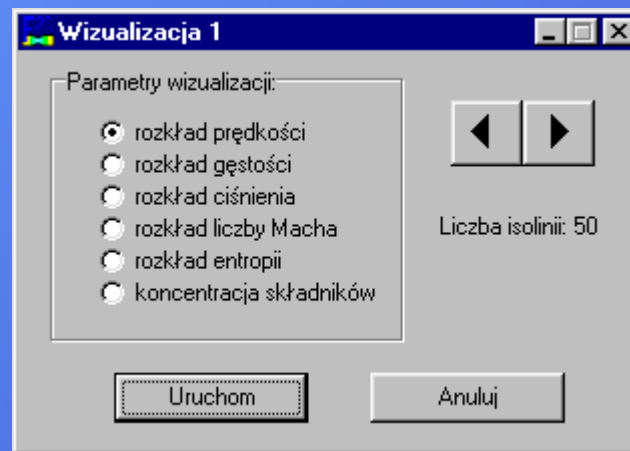 Wizualizacja 1
Parametry wizualizacji:
rozkład prędkości
rozkład gęstości
rozkład ciśnienia
rozkład liczby Macha
rozkład entropii
koncentracja składników
Liczba isolinii: 50
Uruchom
Anuluj